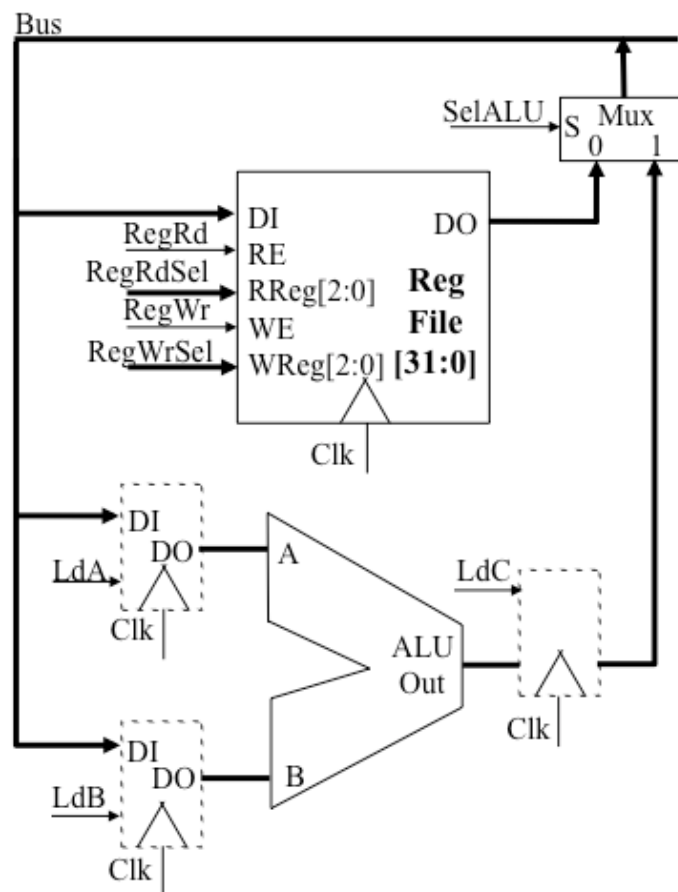 Bus
SelALU
S
Mux
0
1
DI
DO
RegRd
RE
RegRdSel
RReg[2:0]
Reg
RegWr
WE
File
RegWrSel
WReg[2:0]
[31:0]
Clk
DI
DO
A
LdA
LdC
Clk
ALU
Out
Clk
DI
DO
B
LdB
Clk